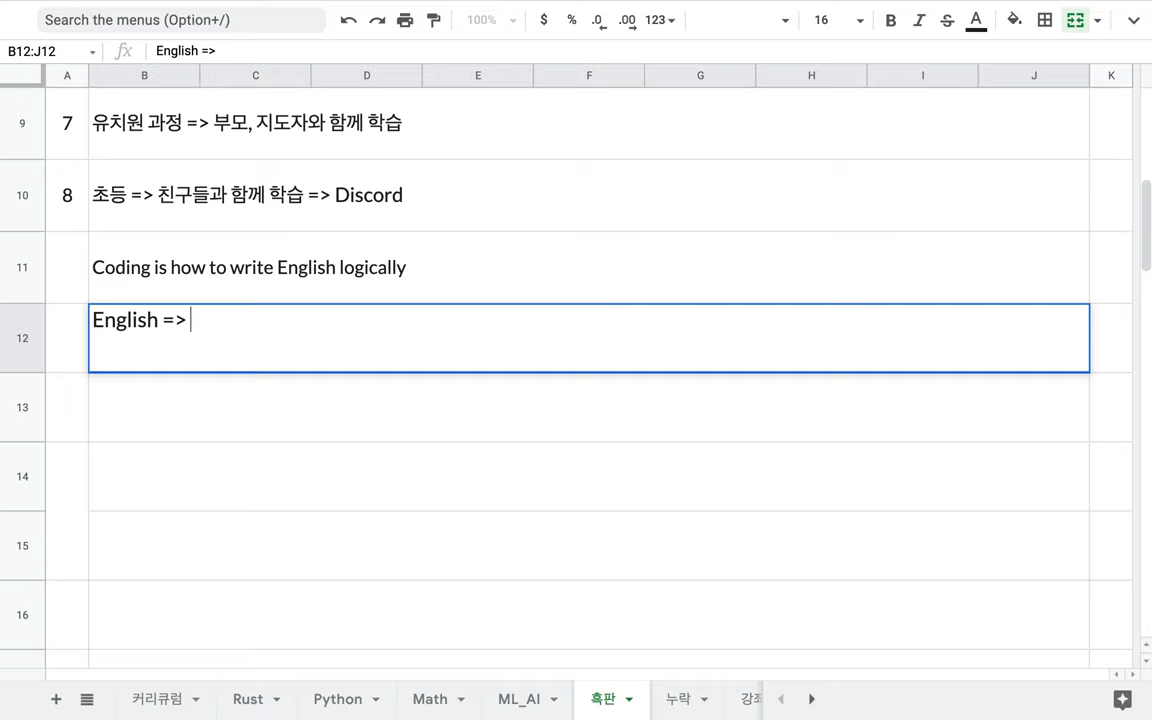 Search the menus (Option+/)
100%
$ % .0 .00 123
16
B I S A
B12:J12
fx
English =>
A B C D E F G H I J K
9 7 유치원 과정 => 부모, 지도자와 함께 학습
10 8 초등 => 친구들과 함께 학습 => Discord
11 Coding is how to write English logically
12 English =>
13
14
15
16
커리큐럼 Rust Python Math ML_AI 흑판 누락